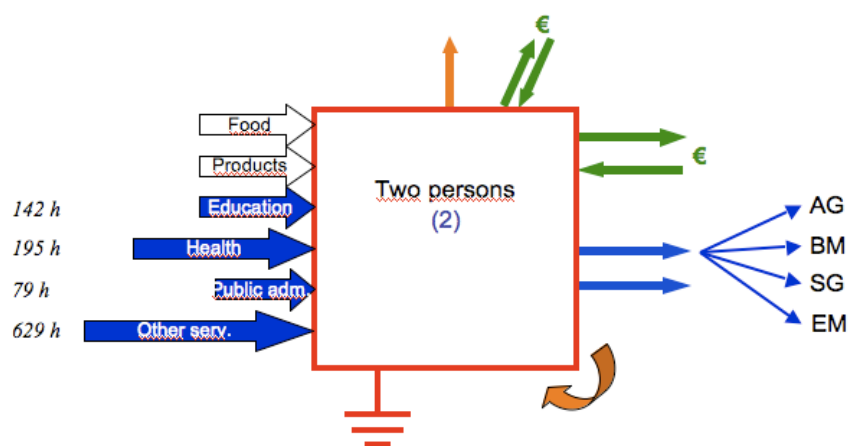 €
Food
Products
€
Two persons
(2)
142 h
Education
AG
195 h
Health
BM
79 h
Public adm.
SG
629 h
Other serv.
EM